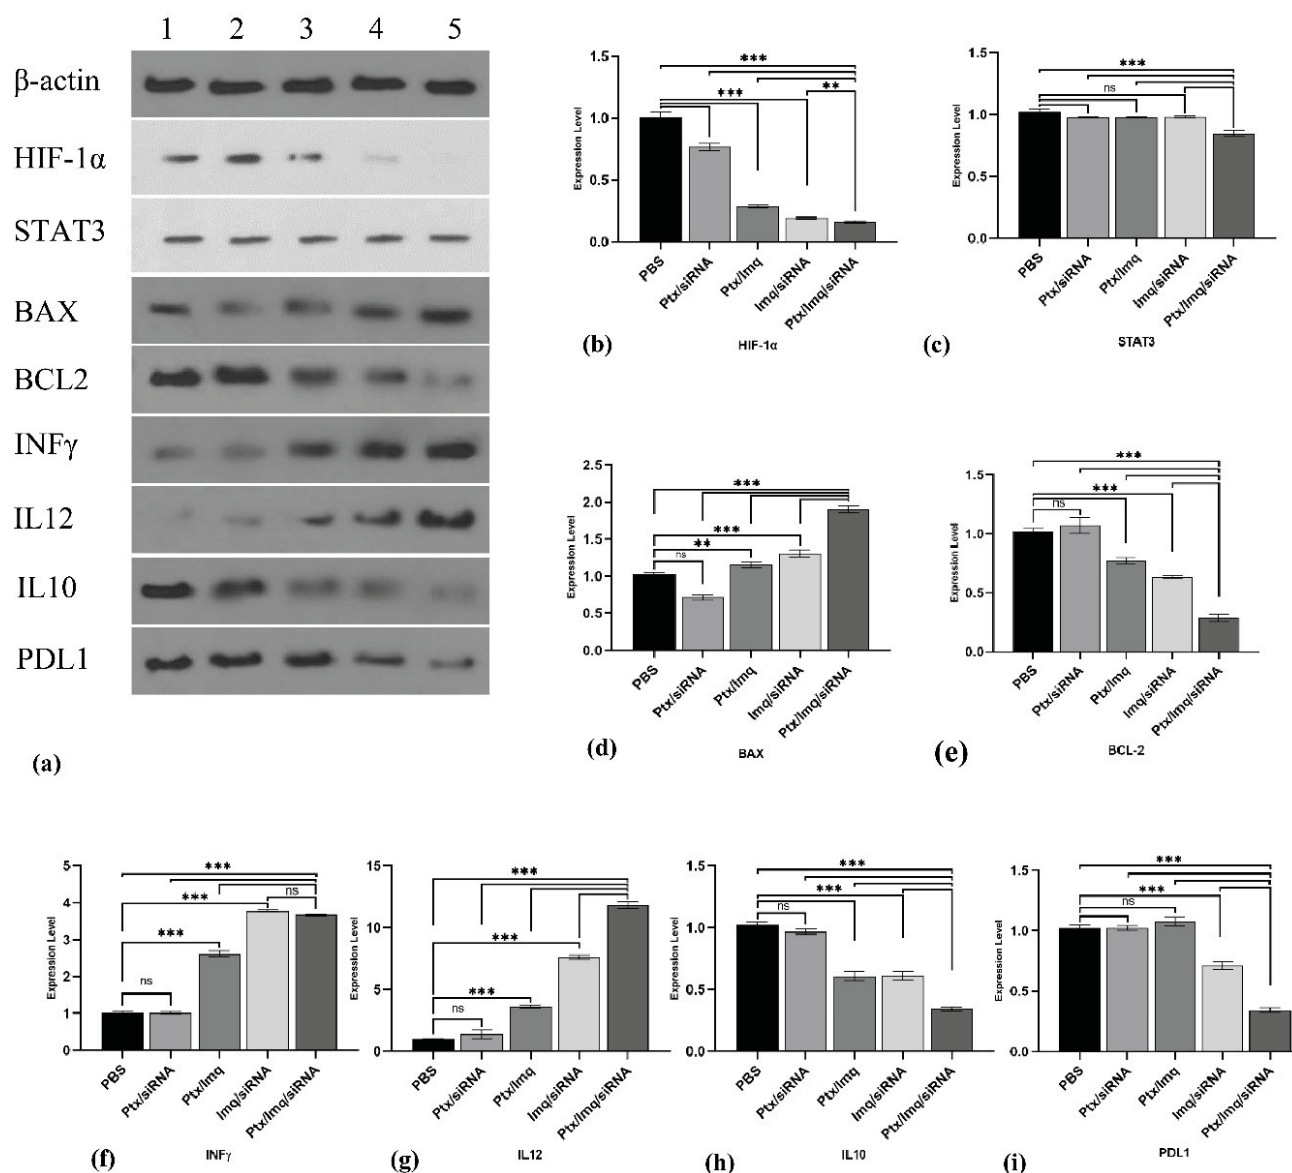 1 2 3 4 5
β-actin
HIF-1α
STAT3
BAX
BCL2
INFγ
IL12
IL10
PDL1
(a)
Expression Level
1.5
1.0
0.5
0.0
***
***
**
PBS
Ptx/siRNA
Ptx/Imq
Imq/siRNA
Ptx/Imq/siRNA
(b)
HIF-1α
Expression Level
1.5
1.0
0.5
0.0
***
ns
PBS
Ptx/siRNA
Ptx/Imq
Imq/siRNA
Ptx/Imq/siRNA
(c)
STAT3
Expression Level
2.5
2.0
1.5
1.0
0.5
0.0
***
***
**
ns
PBS
Ptx/siRNA
Ptx/Imq
Imq/siRNA
Ptx/Imq/siRNA
(d)
BAX
Expression Level
1.5
1.0
0.5
0.0
***
***
ns
PBS
Ptx/siRNA
Ptx/Imq
Imq/siRNA
Ptx/Imq/siRNA
(e)
BCL-2
Expression Level
5
4
3
2
1
0
***
***
ns
***
ns
PBS
Ptx/siRNA
Ptx/Imq
Imq/siRNA
Ptx/Imq/siRNA
(f)
INFγ
Expression Level
15
10
5
0
***
***
***
ns
PBS
Ptx/siRNA
Ptx/Imq
Imq/siRNA
Ptx/Imq/siRNA
(g)
IL12
Expression Level
1.5
1.0
0.5
0.0
***
***
ns
PBS
Ptx/siRNA
Ptx/Imq
Imq/siRNA
Ptx/Imq/siRNA
(h)
IL10
Expression Level
1.5
1.0
0.5
0.0
***
***
ns
PBS
Ptx/siRNA
Ptx/Imq
Imq/siRNA
Ptx/Imq/siRNA
(i)
PDL1